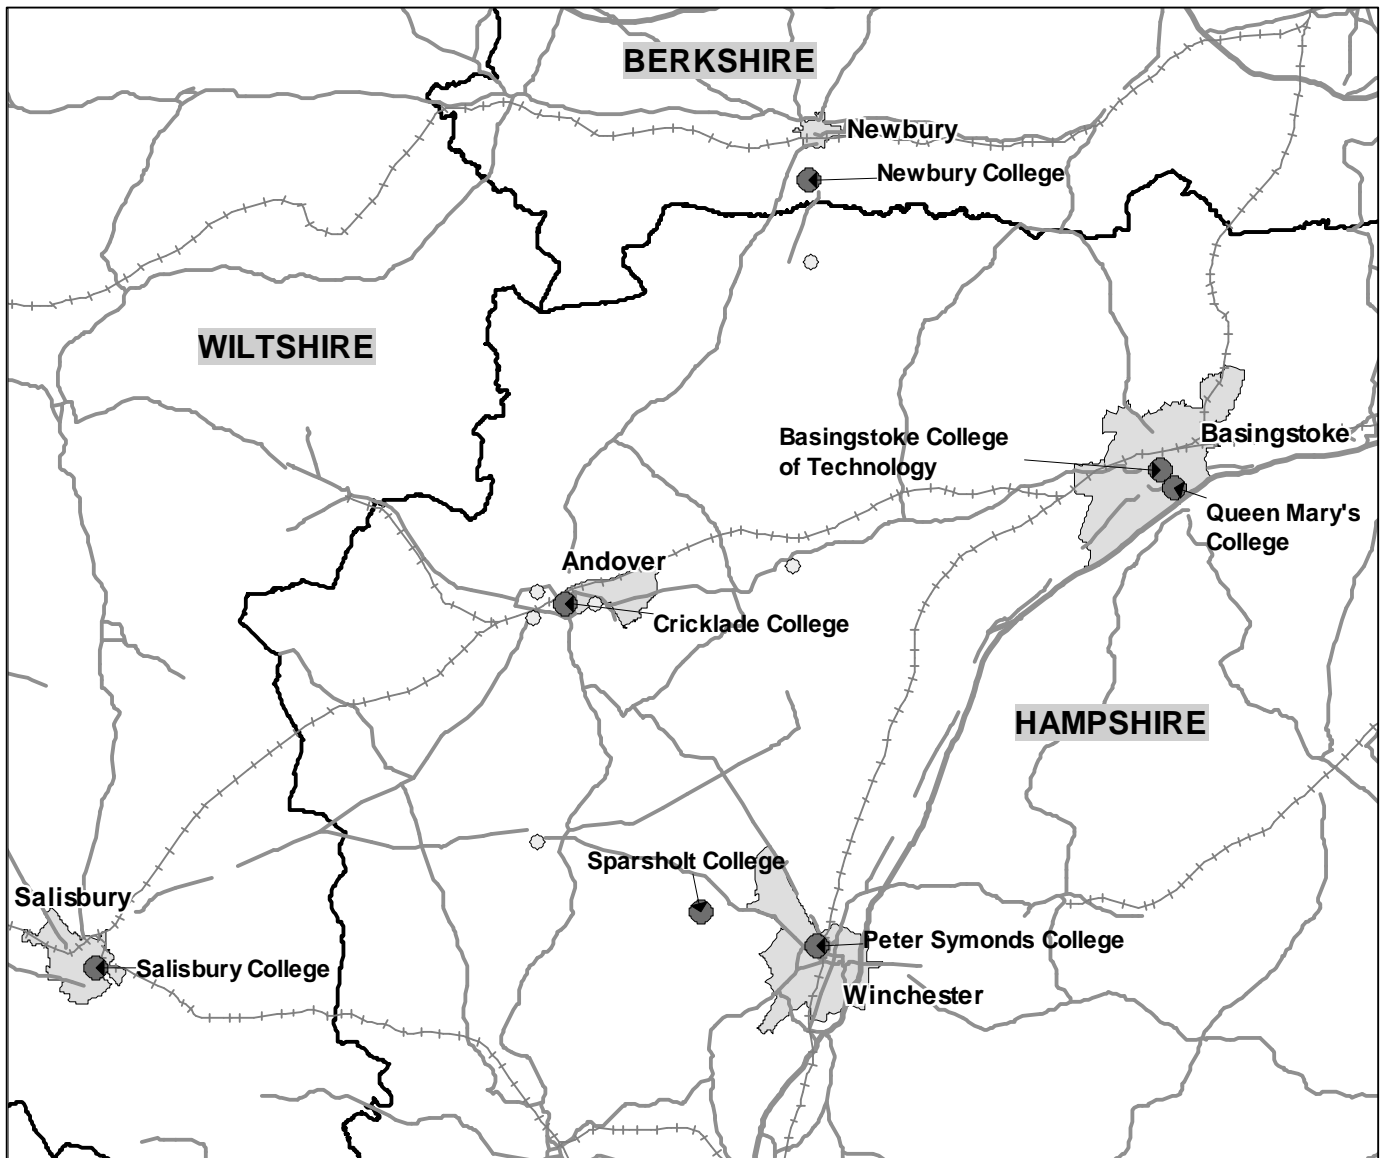 BERKSHIRE
Newbury
Newbury College
WILTSHIRE
Basingstoke
Basingstoke College
of Technology
Queen Mary's
College
Andover
Cricklade College
HAMPSHIRE
Sparsholt College
Salisbury
Peter Symonds College
Salisbury College
Winchester